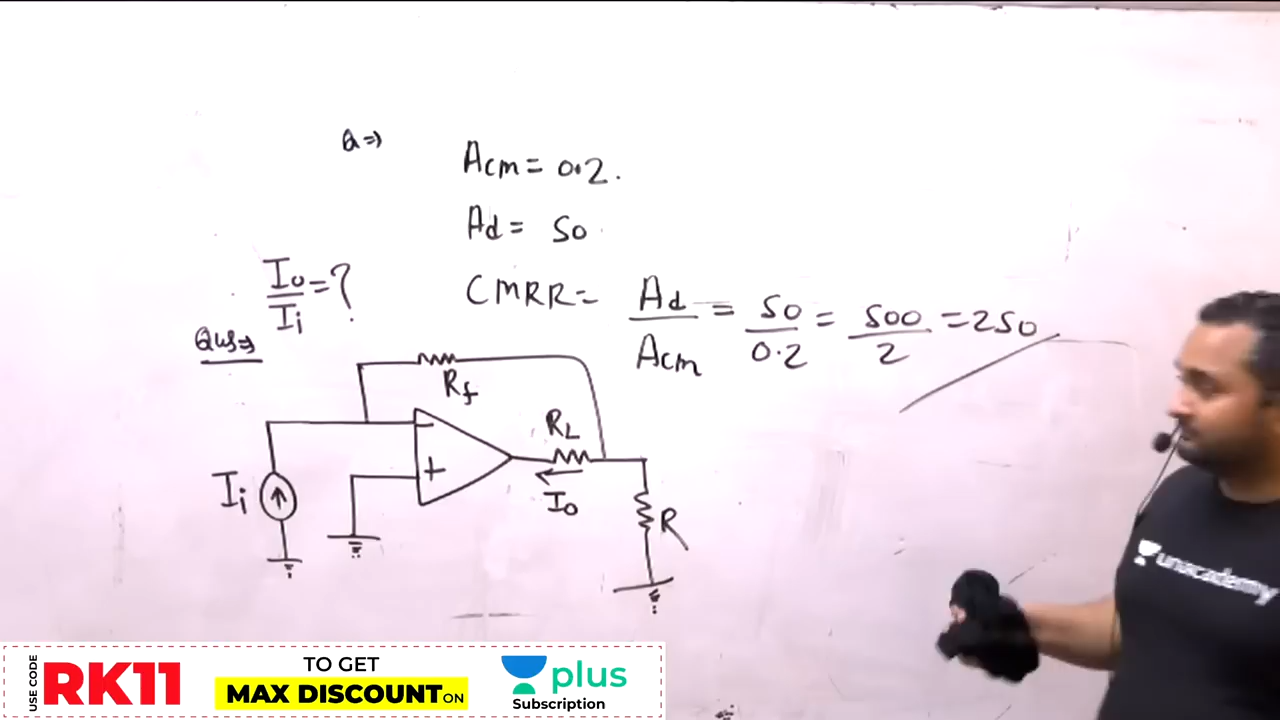 Q ⇒
Acm = 0.2.
Ad = 50
CMRR = Ad/Acm = 50/0.2 = 500/2 = 250
Io/Ii = ?
Qus ⇒
Rf
RL
Ii
−
+
Io
R
unacademy
USE CODE
RK11
TO GET
MAX DISCOUNT ON
plus
Subscription